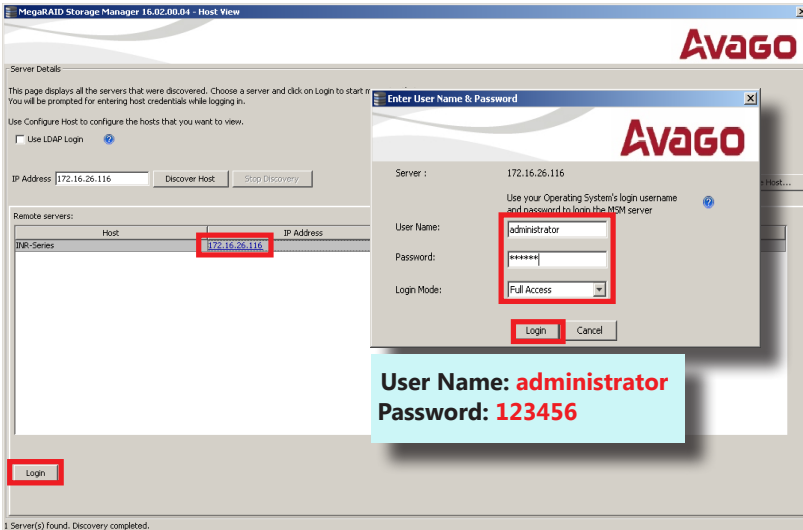 MegaRAID Storage Manager 16.02.00.04 - Host View
AVAGO
Server Details
This page displays all the servers that were discovered. Choose a server and click on Login to start
You will be prompted for entering host credentials while logging in.
Use Configure Host to configure the hosts that you want to view.
Use LDAP Login
IP Address 172.16.26.116 Discover Host Stop Discovery
Host...
Remote servers:
Host IP Address
INR-Series 172.16.26.116
Enter User Name & Password
AVAGO
Server : 172.16.26.116
Use your Operating System's login username
and password to login the MSM server
User Name: administrator
Password: ******
Login Mode: Full Access
Login Cancel
User Name: administrator
Password: 123456
Login
1 Server(s) found. Discovery completed.